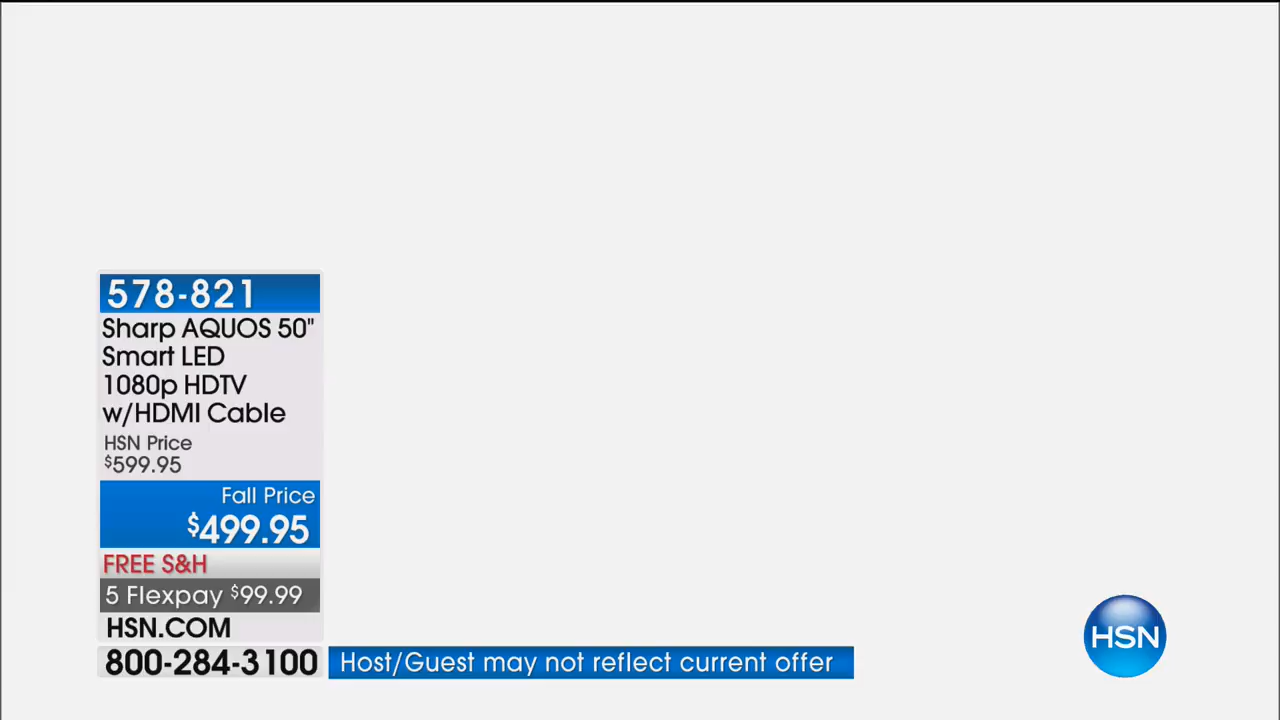 578-821
Sharp AQUOS 50"
Smart LED
1080p HDTV
w/HDMI Cable
HSN Price
$599.95
Fall Price
$499.95
FREE S&H
5 Flexpay $99.99
HSN.COM
800-284-3100
Host/Guest may not reflect current offer
HSN